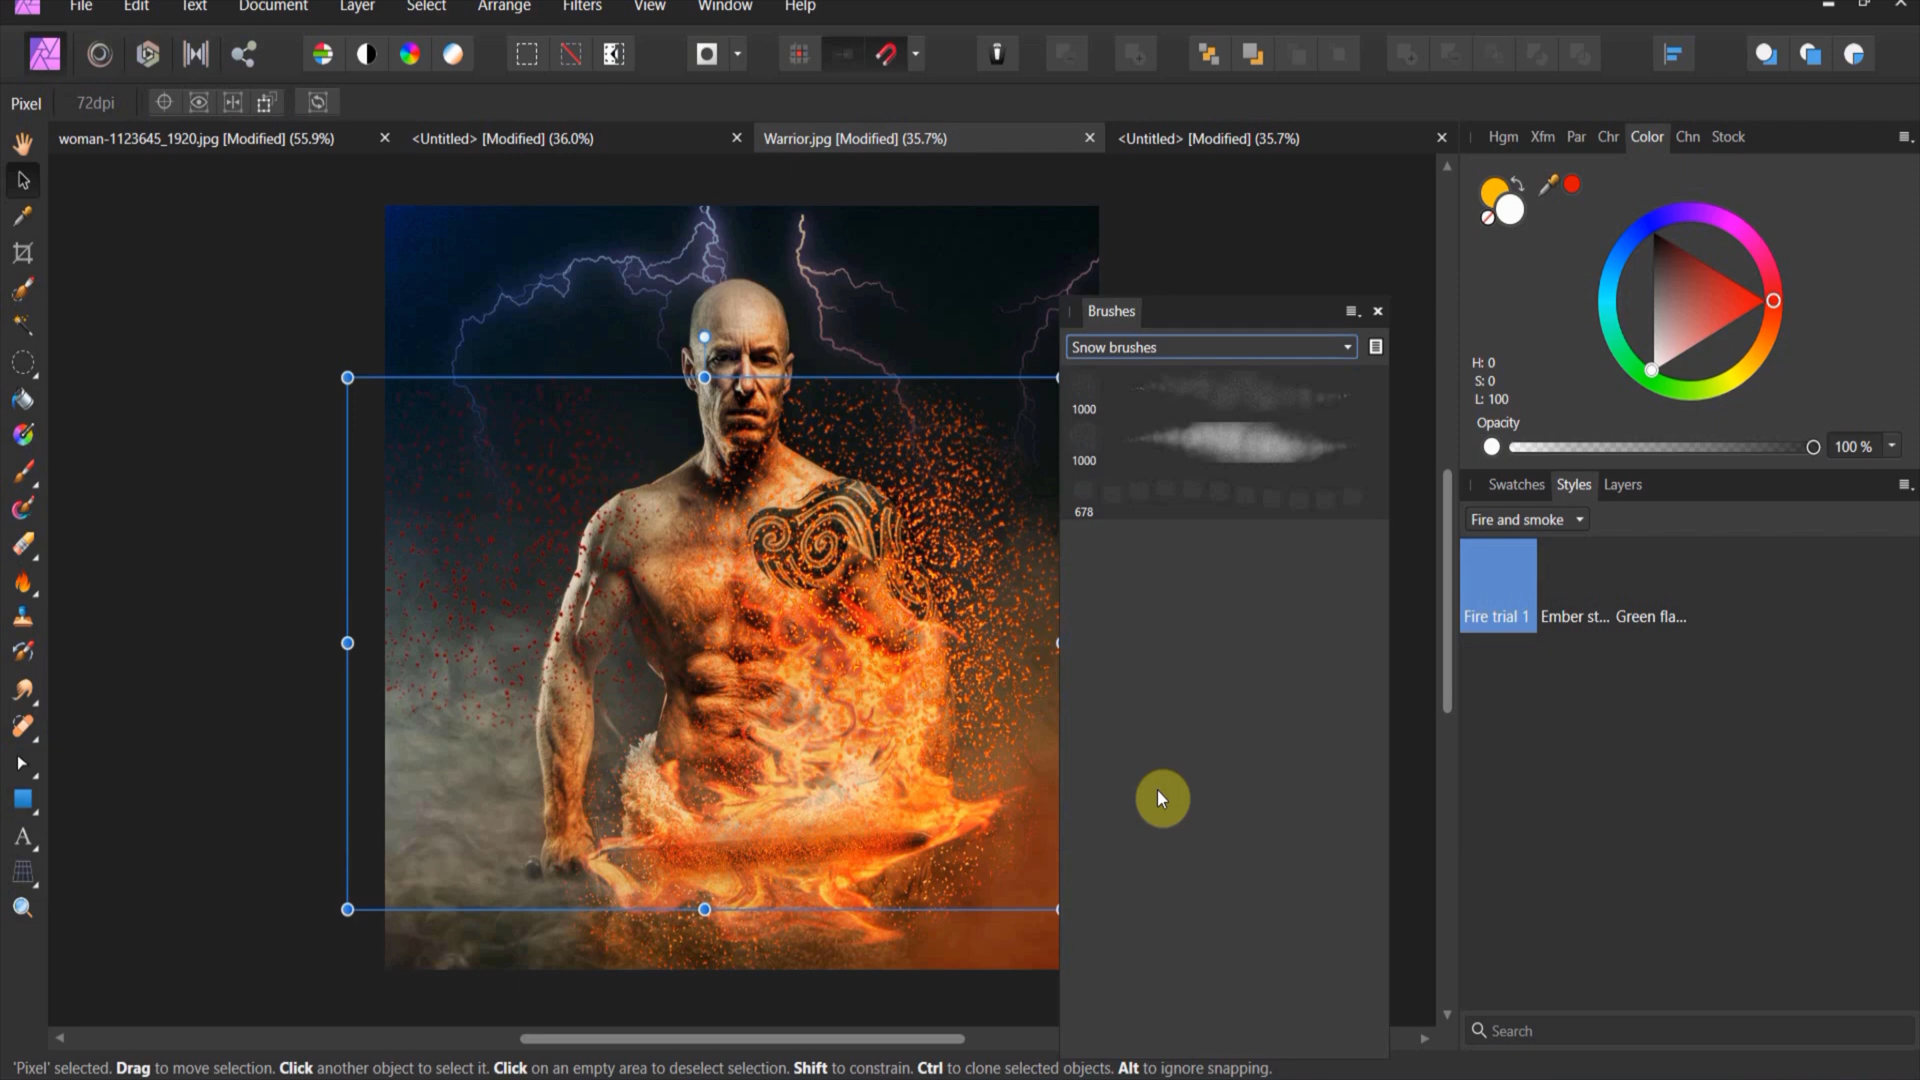 File Edit Text Document Layer Select Arrange Filters View Window Help
Pixel 72dpi
woman-1123645_1920.jpg [Modified] (55.9%) <Untitled> [Modified] (36.0%) Warrior.jpg [Modified] (35.7%) <Untitled> [Modified] (35.7%)
Hgm Xfm Par Chr Color Chn Stock
H: 0
S: 0
L: 100
Opacity
100 %
Brushes
Snow brushes
1000
1000
678
Swatches Styles Layers
Fire and smoke
Fire trial 1 Ember st... Green fla...
Search
'Pixel' selected. Drag to move selection. Click another object to select it. Click on an empty area to deselect selection. Shift to constrain. Ctrl to clone selected objects. Alt to ignore snapping.